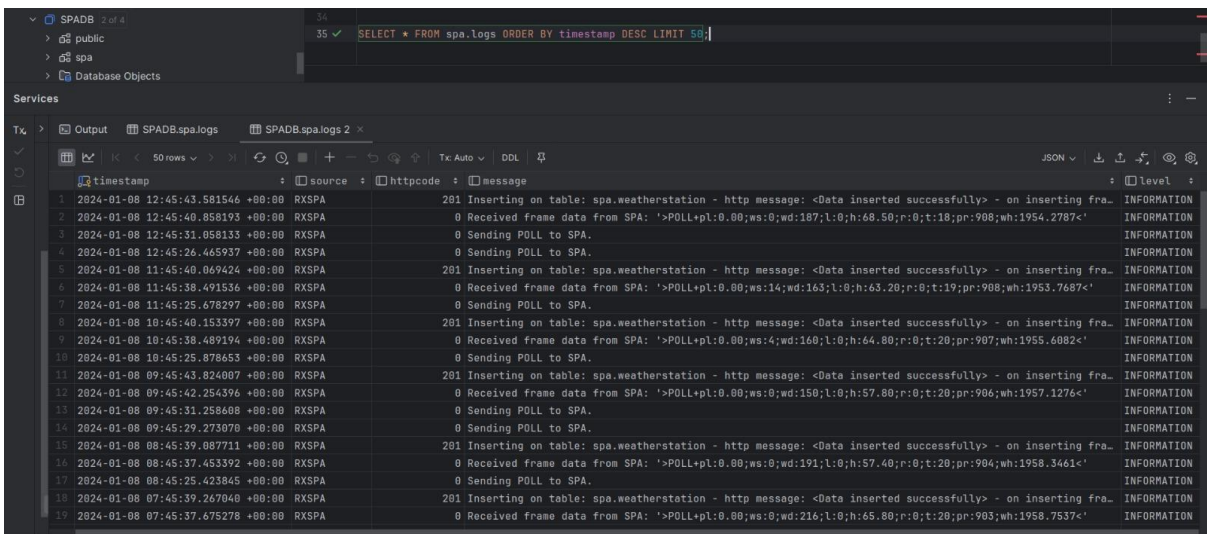 SPADB 2 of 4
public
spa
Database Objects
34
35 SELECT * FROM spa.logs ORDER BY timestamp DESC LIMIT 50;
Services
Tx Output SPADB.spa.logs SPADB.spa.logs 2
50 rows Tx: Auto DDL JSON
timestamp source httpcode message level
1 2024-01-08 12:45:43.581546 +00:00 RXSPA 201 Inserting on table: spa.weatherstation - http message: <Data inserted successfully> - on inserting fra… INFORMATION
2 2024-01-08 12:45:40.858193 +00:00 RXSPA 0 Received frame data from SPA: '>POLL+pl:0.00;ws:0;wd:187;l:0;h:68.50;r:0;t:18;pr:908;wh:1954.2787<' INFORMATION
3 2024-01-08 12:45:31.058133 +00:00 RXSPA 0 Sending POLL to SPA. INFORMATION
4 2024-01-08 12:45:26.465937 +00:00 RXSPA 0 Sending POLL to SPA. INFORMATION
5 2024-01-08 11:45:40.069424 +00:00 RXSPA 201 Inserting on table: spa.weatherstation - http message: <Data inserted successfully> - on inserting fra… INFORMATION
6 2024-01-08 11:45:38.491536 +00:00 RXSPA 0 Received frame data from SPA: '>POLL+pl:0.00;ws:14;wd:163;l:0;h:63.20;r:0;t:19;pr:908;wh:1953.7687<' INFORMATION
7 2024-01-08 11:45:25.678297 +00:00 RXSPA 0 Sending POLL to SPA. INFORMATION
8 2024-01-08 10:45:40.153397 +00:00 RXSPA 201 Inserting on table: spa.weatherstation - http message: <Data inserted successfully> - on inserting fra… INFORMATION
9 2024-01-08 10:45:38.489194 +00:00 RXSPA 0 Received frame data from SPA: '>POLL+pl:0.00;ws:4;wd:160;l:0;h:64.80;r:0;t:20;pr:907;wh:1955.6082<' INFORMATION
10 2024-01-08 10:45:25.878653 +00:00 RXSPA 0 Sending POLL to SPA. INFORMATION
11 2024-01-08 09:45:43.824007 +00:00 RXSPA 201 Inserting on table: spa.weatherstation - http message: <Data inserted successfully> - on inserting fra… INFORMATION
12 2024-01-08 09:45:42.254396 +00:00 RXSPA 0 Received frame data from SPA: '>POLL+pl:0.00;ws:0;wd:150;l:0;h:57.80;r:0;t:20;pr:906;wh:1957.1276<' INFORMATION
13 2024-01-08 09:45:31.258608 +00:00 RXSPA 0 Sending POLL to SPA. INFORMATION
14 2024-01-08 09:45:29.273070 +00:00 RXSPA 0 Sending POLL to SPA. INFORMATION
15 2024-01-08 08:45:39.087711 +00:00 RXSPA 201 Inserting on table: spa.weatherstation - http message: <Data inserted successfully> - on inserting fra… INFORMATION
16 2024-01-08 08:45:37.453392 +00:00 RXSPA 0 Received frame data from SPA: '>POLL+pl:0.00;ws:0;wd:191;l:0;h:57.40;r:0;t:20;pr:904;wh:1958.3461<' INFORMATION
17 2024-01-08 08:45:25.423845 +00:00 RXSPA 0 Sending POLL to SPA. INFORMATION
18 2024-01-08 07:45:39.267040 +00:00 RXSPA 201 Inserting on table: spa.weatherstation - http message: <Data inserted successfully> - on inserting fra… INFORMATION
19 2024-01-08 07:45:37.675278 +00:00 RXSPA 0 Received frame data from SPA: '>POLL+pl:0.00;ws:0;wd:216;l:0;h:65.80;r:0;t:20;pr:903;wh:1958.7537<' INFORMATION